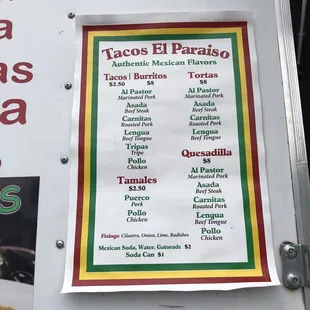 a
as
a
S
Tacos El Paraiso
Authentic Mexican Flavors
Tacos | Burritos
$2.50 $8
Al Pastor
Marinated Pork
Asada
Beef Steak
Carnitas
Roasted Pork
Lengua
Beef Tongue
Tripas
Tripe
Pollo
Chicken
Tamales
$2.50
Puerco
Pork
Pollo
Chicken
Tortas
$8
Al Pastor
Marinated Pork
Asada
Beef Steak
Carnitas
Roasted Pork
Lengua
Beef Tongue
Pollo
Chicken
Quesadilla
$8
Al Pastor
Marinated Pork
Asada
Beef Steak
Carnitas
Roasted Pork
Lengua
Beef Tongue
Pollo
Chicken
Fixings: Cilantro, Onion, Lime, Radishes
Mexican Soda, Water, Gatorade $2
Soda Can $1